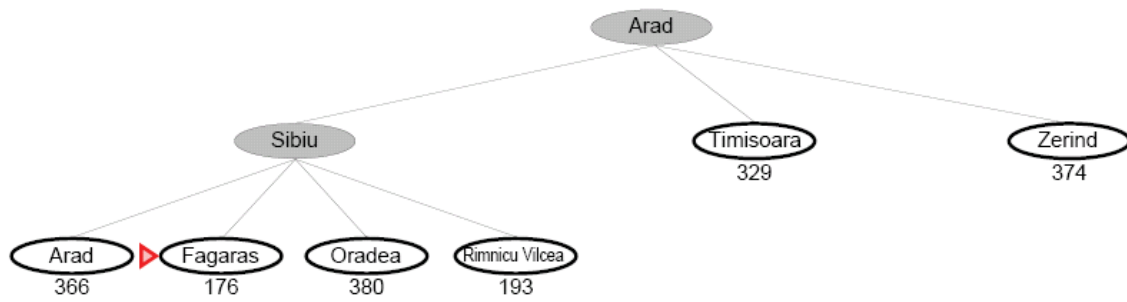 Arad
Sibiu
Timisoara
Zerind
329
374
Arad
Fagaras
Oradea
Rimnicu Vilcea
366
176
380
193